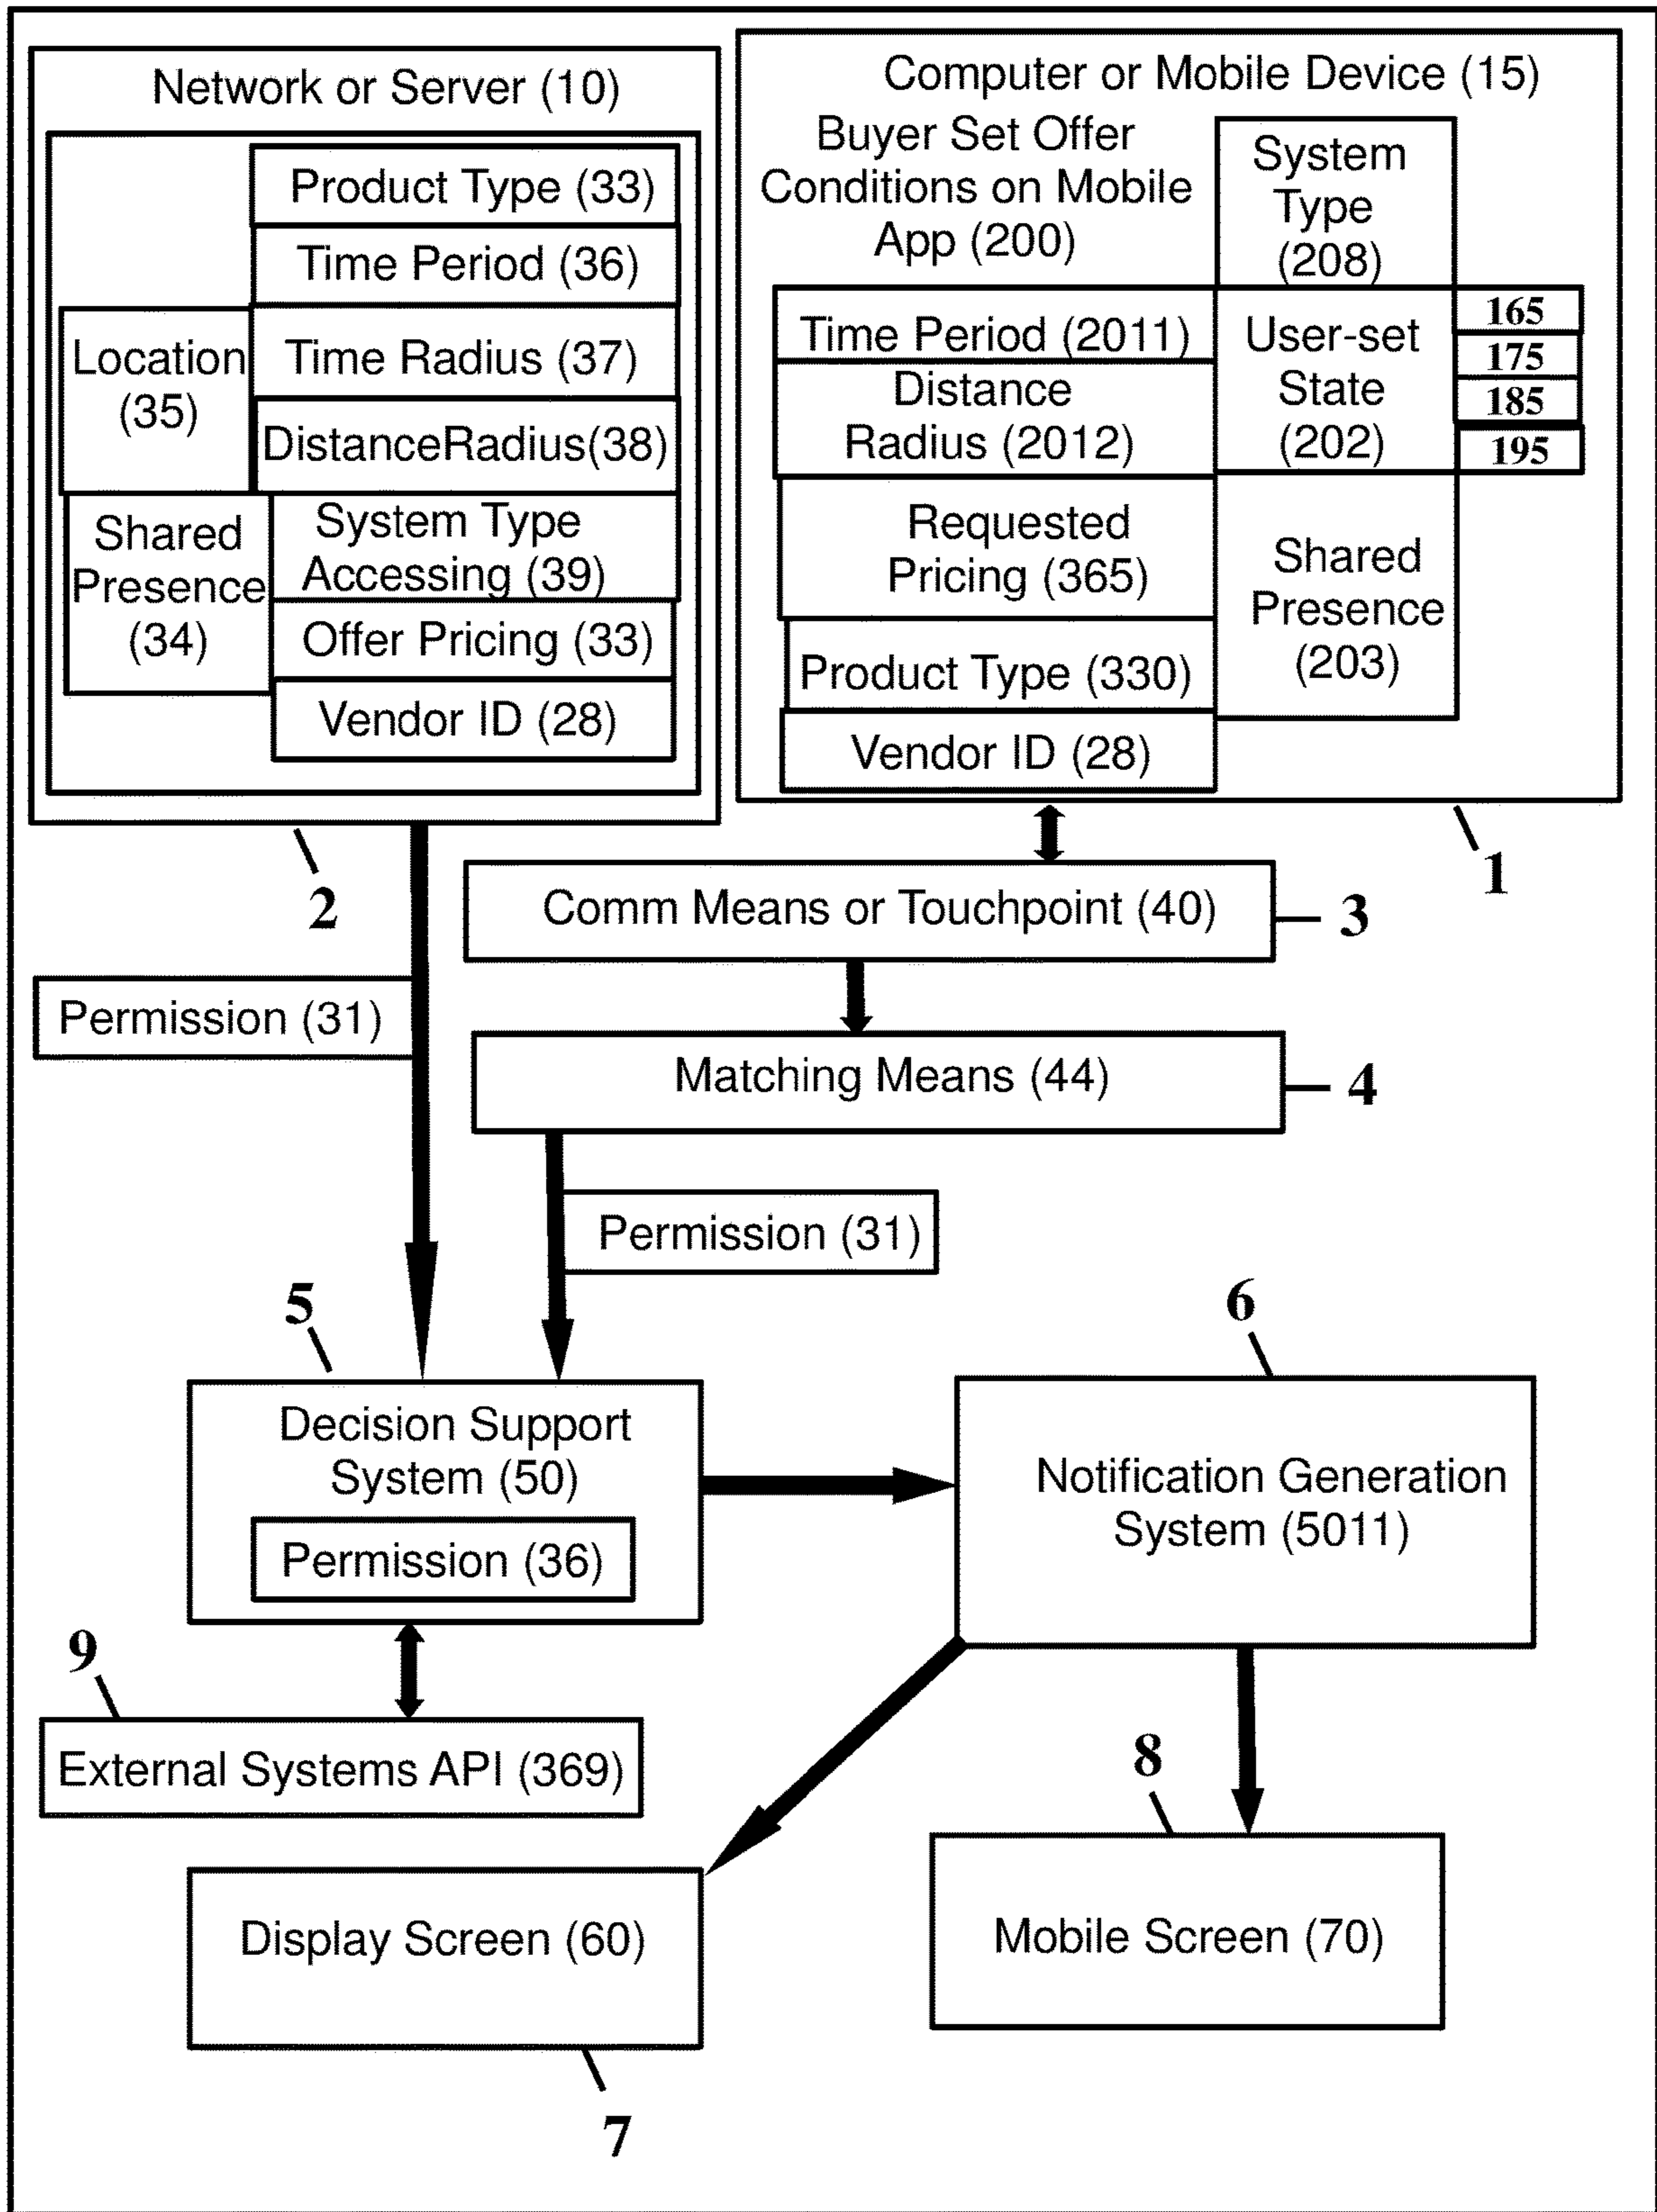 Network or Server (10)
Product Type (33)
Time Period (36)
Location
(35)
Time Radius (37)
DistanceRadius(38)
Shared
Presence
(34)
System Type
Accessing (39)
Offer Pricing (33)
Vendor ID (28)
Computer or Mobile Device (15)
Buyer Set Offer
Conditions on Mobile
App (200)
System
Type
(208)
Time Period (2011)
Distance
Radius (2012)
User-set
State
(202)
165
175
185
195
Requested
Pricing (365)
Shared
Presence
(203)
Product Type (330)
Vendor ID (28)
2
1
Comm Means or Touchpoint (40)
3
Permission (31)
Matching Means (44)
4
Permission (31)
5
6
Decision Support
System (50)
Permission (36)
Notification Generation
System (5011)
9
External Systems API (369)
8
Display Screen (60)
Mobile Screen (70)
7